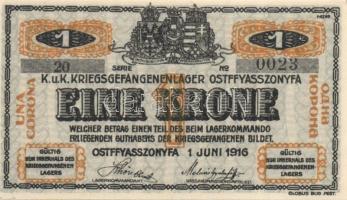 1
1
SERIE
No
20
0023
K.u.K.KRIEGSGEFANGENENLAGER OSTFFYASSZONYFA
UNA CORONA
EINE KRONE
1
WELCHER BETRAG EINEN TEIL DES BEIM LAGERKOMMANDO
ERLIEGENDEN GUTHABENS DER KRIEGSGEFANGENEN BILDET.
OSTFFYASSZONYFA 1 JUNI 1916
GÜLTIG
NUR INNERHALB DES
KRIEGSGEFANGENEN-
LAGERS
GÜLTIG
NUR INNERHALB DES
KRIEGSGEFANGENEN-
LAGERS
GLOBUS BUD PEST.